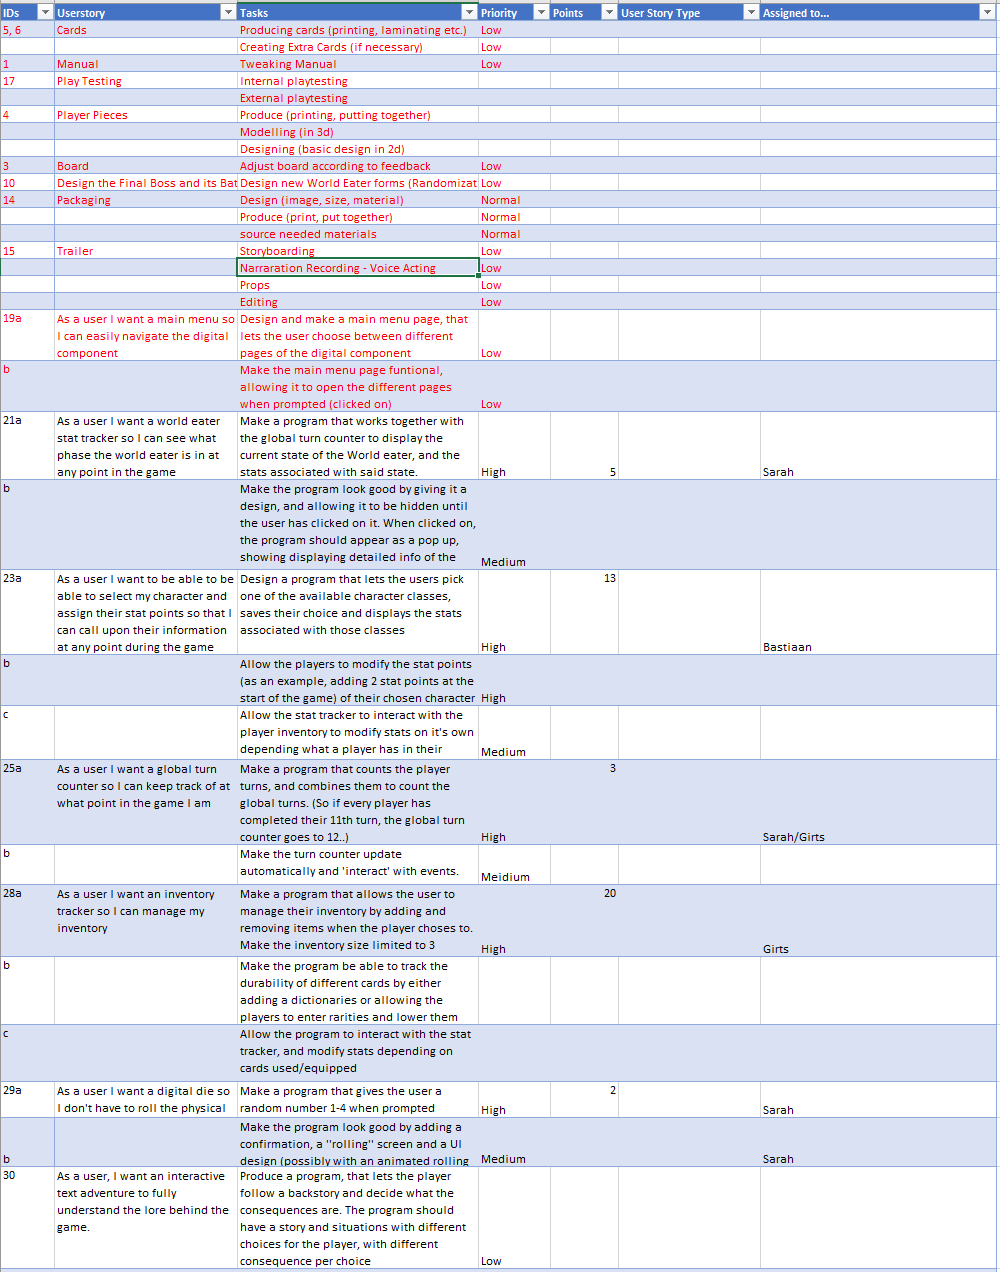 IDs Userstory Tasks Priority Points User Story Type Assigned to...
5, 6 Cards Producing cards (printing, laminating etc.) Low
Creating Extra Cards (if necessary) Low
1 Manual Tweaking Manual Low
17 Play Testing Internal playtesting
External playtesting
4 Player Pieces Produce (printing, putting together)
Modelling (in 3d)
Designing (basic design in 2d)
3 Board Adjust board according to feedback Low
10 Design the Final Boss and its Bat Design new World Eater forms (Randomizat Low
14 Packaging Design (image, size, material) Normal
Produce (print, put together) Normal
source needed materials Normal
15 Trailer Storyboarding Low
Narraration Recording - Voice Acting Low
Props Low
Editing Low
19a As a user I want a main menu so Design and make a main menu page, that
I can easily navigate the digital lets the user choose between different
component pages of the digital component Low
b Make the main menu page funtional,
allowing it to open the different pages
when prompted (clicked on) Low
21a As a user I want a world eater Make a program that works together with
stat tracker so I can see what the global turn counter to display the
phase the world eater is in at current state of the World eater, and the
any point in the game stats associated with said state. High 5 Sarah
b Make the program look good by giving it a
design, and allowing it to be hidden until
the user has clicked on it. When clicked on,
the program should appear as a pop up,
showing displaying detailed info of the
Medium
23a As a user I want to be able to be Design a program that lets the users pick 13
able to select my character and one of the available character classes,
assign their stat points so that I saves their choice and displays the stats
can call upon their information associated with those classes
at any point during the game High Bastiaan
b Allow the players to modify the stat points
(as an example, adding 2 stat points at the
start of the game) of their chosen character High
c Allow the stat tracker to interact with the
player inventory to modify stats on it's own
depending what a player has in their Medium
25a As a user I want a global turn Make a program that counts the player 3
counter so I can keep track of at turns, and combines them to count the
what point in the game I am global turns. (So if every player has
completed their 11th turn, the global turn
counter goes to 12..) High Sarah/Girts
b Make the turn counter update
automatically and 'interact' with events.
Meidium
28a As a user I want an inventory Make a program that allows the user to 20
tracker so I can manage my manage their inventory by adding and
inventory removing items when the player choses to.
Make the inventory size limited to 3 High Girts
b Make the program be able to track the
durability of different cards by either
adding a dictionaries or allowing the
players to enter rarities and lower them
c Allow the program to interact with the stat
tracker, and modify stats depending on
cards used/equipped
29a As a user I want a digital die so Make a program that gives the user a 2
I don't have to roll the physical random number 1-4 when prompted High Sarah
Make the program look good by adding a
confirmation, a "rolling" screen and a UI
b design (possibly with an animated rolling Medium Sarah
30 As a user, I want an interactive Produce a program, that lets the player
text adventure to fully follow a backstory and decide what the
understand the lore behind the consequences are. The program should
game. have a story and situations with different
choices for the player, with different
consequence per choice Low